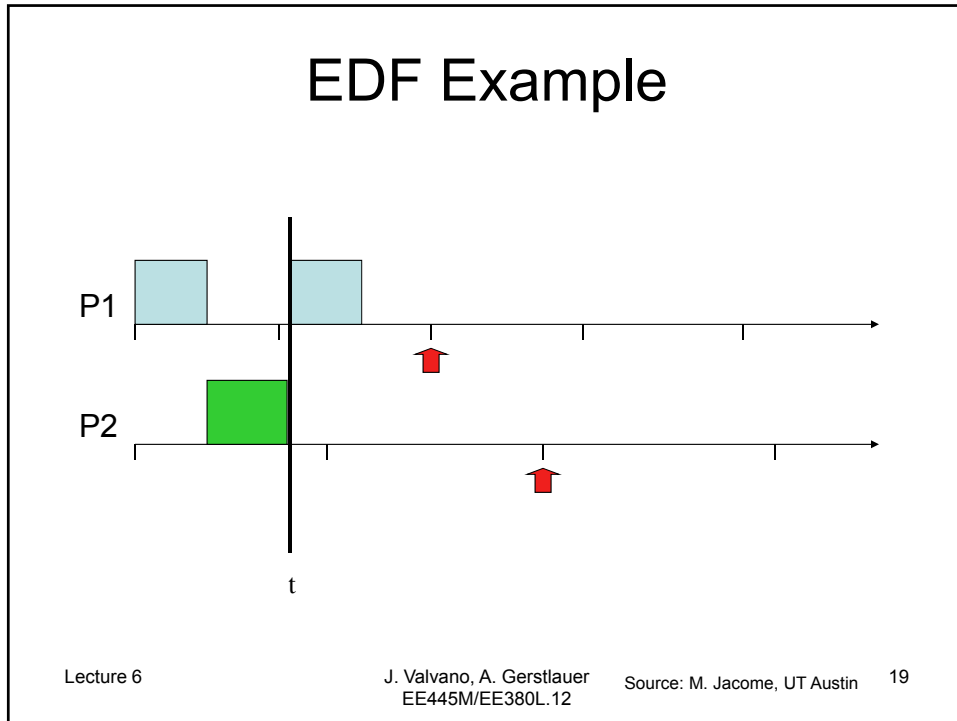 EDF Example
P1
P2
t
Lecture 6
J. Valvano, A. Gerstlauer
EE445M/EE380L.12
Source: M. Jacome, UT Austin
19